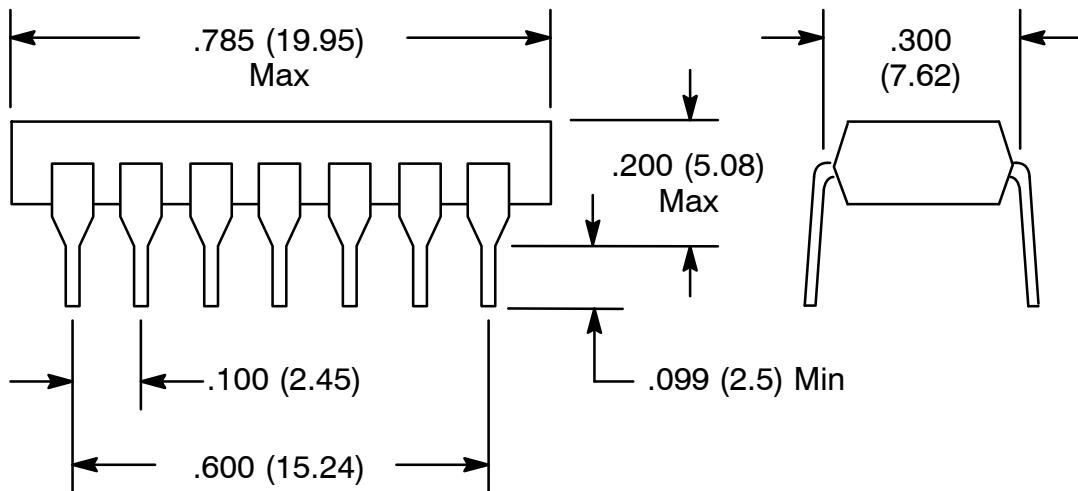 .785 (19.95)
Max
.300
(7.62)
.200 (5.08)
Max
.100 (2.45)
.099 (2.5) Min
.600 (15.24)